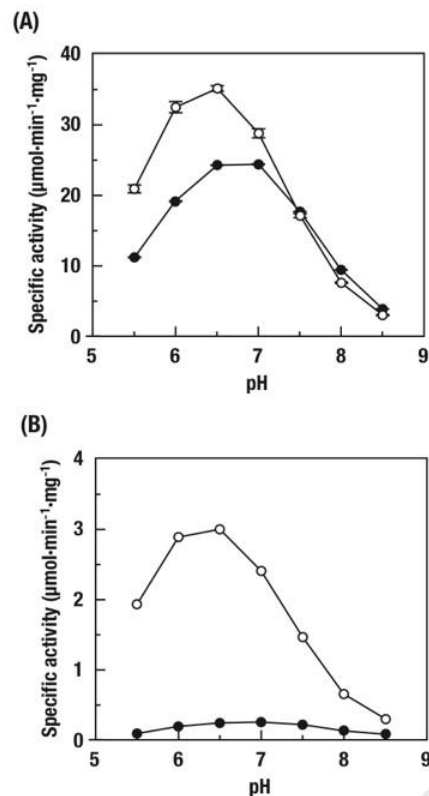 (A)
Specific activity (µmol·min⁻¹·mg⁻¹)
40
30
20
10
0
5 6 7 8 9
pH
(B)
Specific activity (µmol·min⁻¹·mg⁻¹)
4
3
2
1
0
5 6 7 8 9
pH